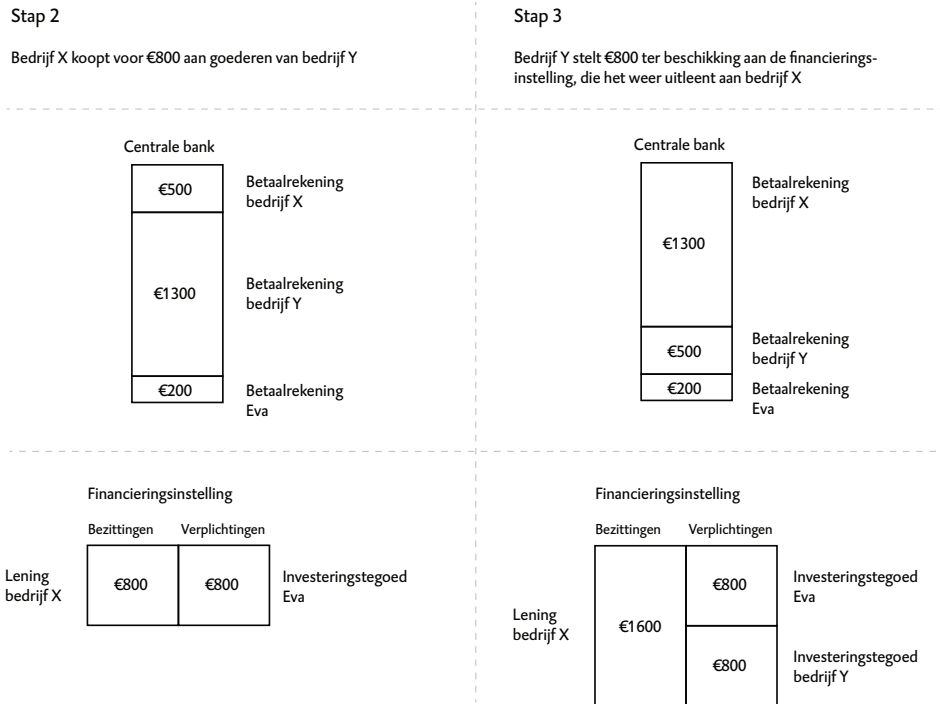 Stap 2
Bedrijf X koopt voor €800 aan goederen van bedrijf Y
Centrale bank
€500
Betaalrekening
bedrijf X
€1300
Betaalrekening
bedrijf Y
€200
Betaalrekening
Eva
Financieringsinstelling
Bezittingen
Verplichtingen
Lening
bedrijf X
€800
€800
Investeringstegoed
Eva
Stap 3
Bedrijf Y stelt €800 ter beschikking aan de financierings-
instelling, die het weer uitleent aan bedrijf X
Centrale bank
€1300
Betaalrekening
bedrijf X
€500
Betaalrekening
bedrijf Y
€200
Betaalrekening
Eva
Financieringsinstelling
Bezittingen
Verplichtingen
Lening
bedrijf X
€1600
€800
Investeringstegoed
Eva
€800
Investeringstegoed
bedrijf Y